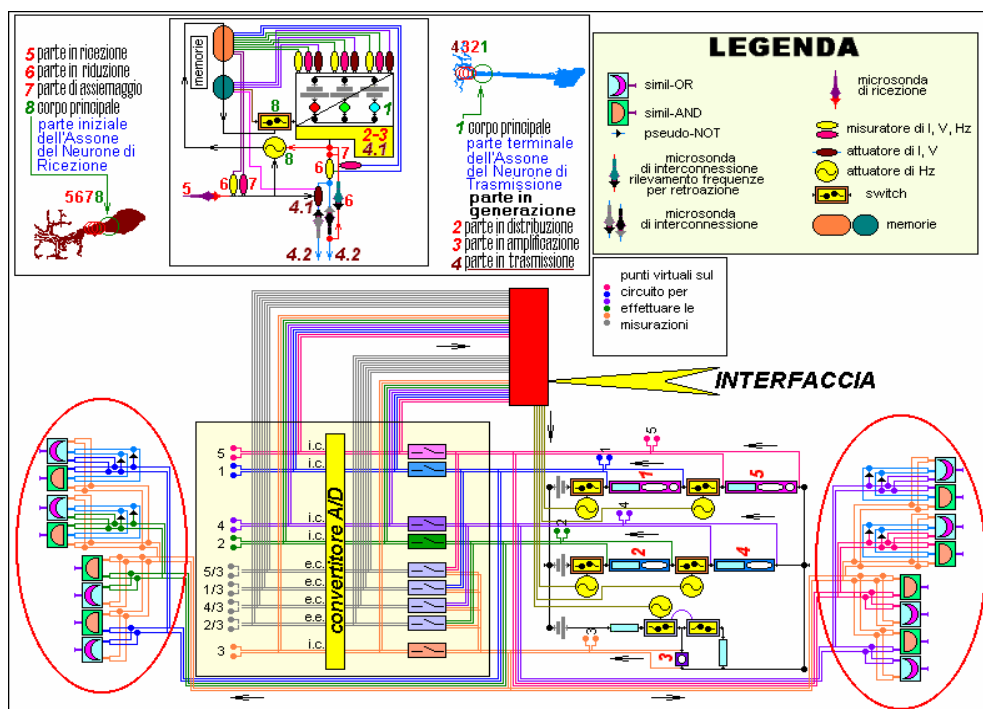 5 parte in ricezione
6 parte in riduzione
7 parte di assiemaggio
8 corpo principale
parte iniziale
dell'Assone
del Neurone di
Ricezione
5678
memorie
8
1
2-3
4.1
8
7
6
5
6 7
4.1
6
4.2 4.2
4321
1 corpo principale
parte terminale
dell'Assone
del Neurone di
Trasmissione
parte in
generazione
2 parte in distribuzione
3 parte in amplificazione
4 parte in trasmissione
LEGENDA
simil-OR
simil-AND
pseudo-NOT
microsonda
di interconnessione
rilevamento frequenze
per retroazione
microsonda
di interconnessione
microsonda
di ricezione
misuratore di I, V, Hz
attuatore di I, V
attuatore di Hz
switch
memorie
punti virtuali sul
circuito per
effettuare le
misurazioni
INTERFACCIA
convertitore A/D
5 i.c.
1 i.c.
4 i.c.
2 i.c.
5/3 e.c.
1/3 e.c.
4/3 e.c.
2/3 e.e.
3 i.c.
5
1
1 5
4
2
2 4
3
3